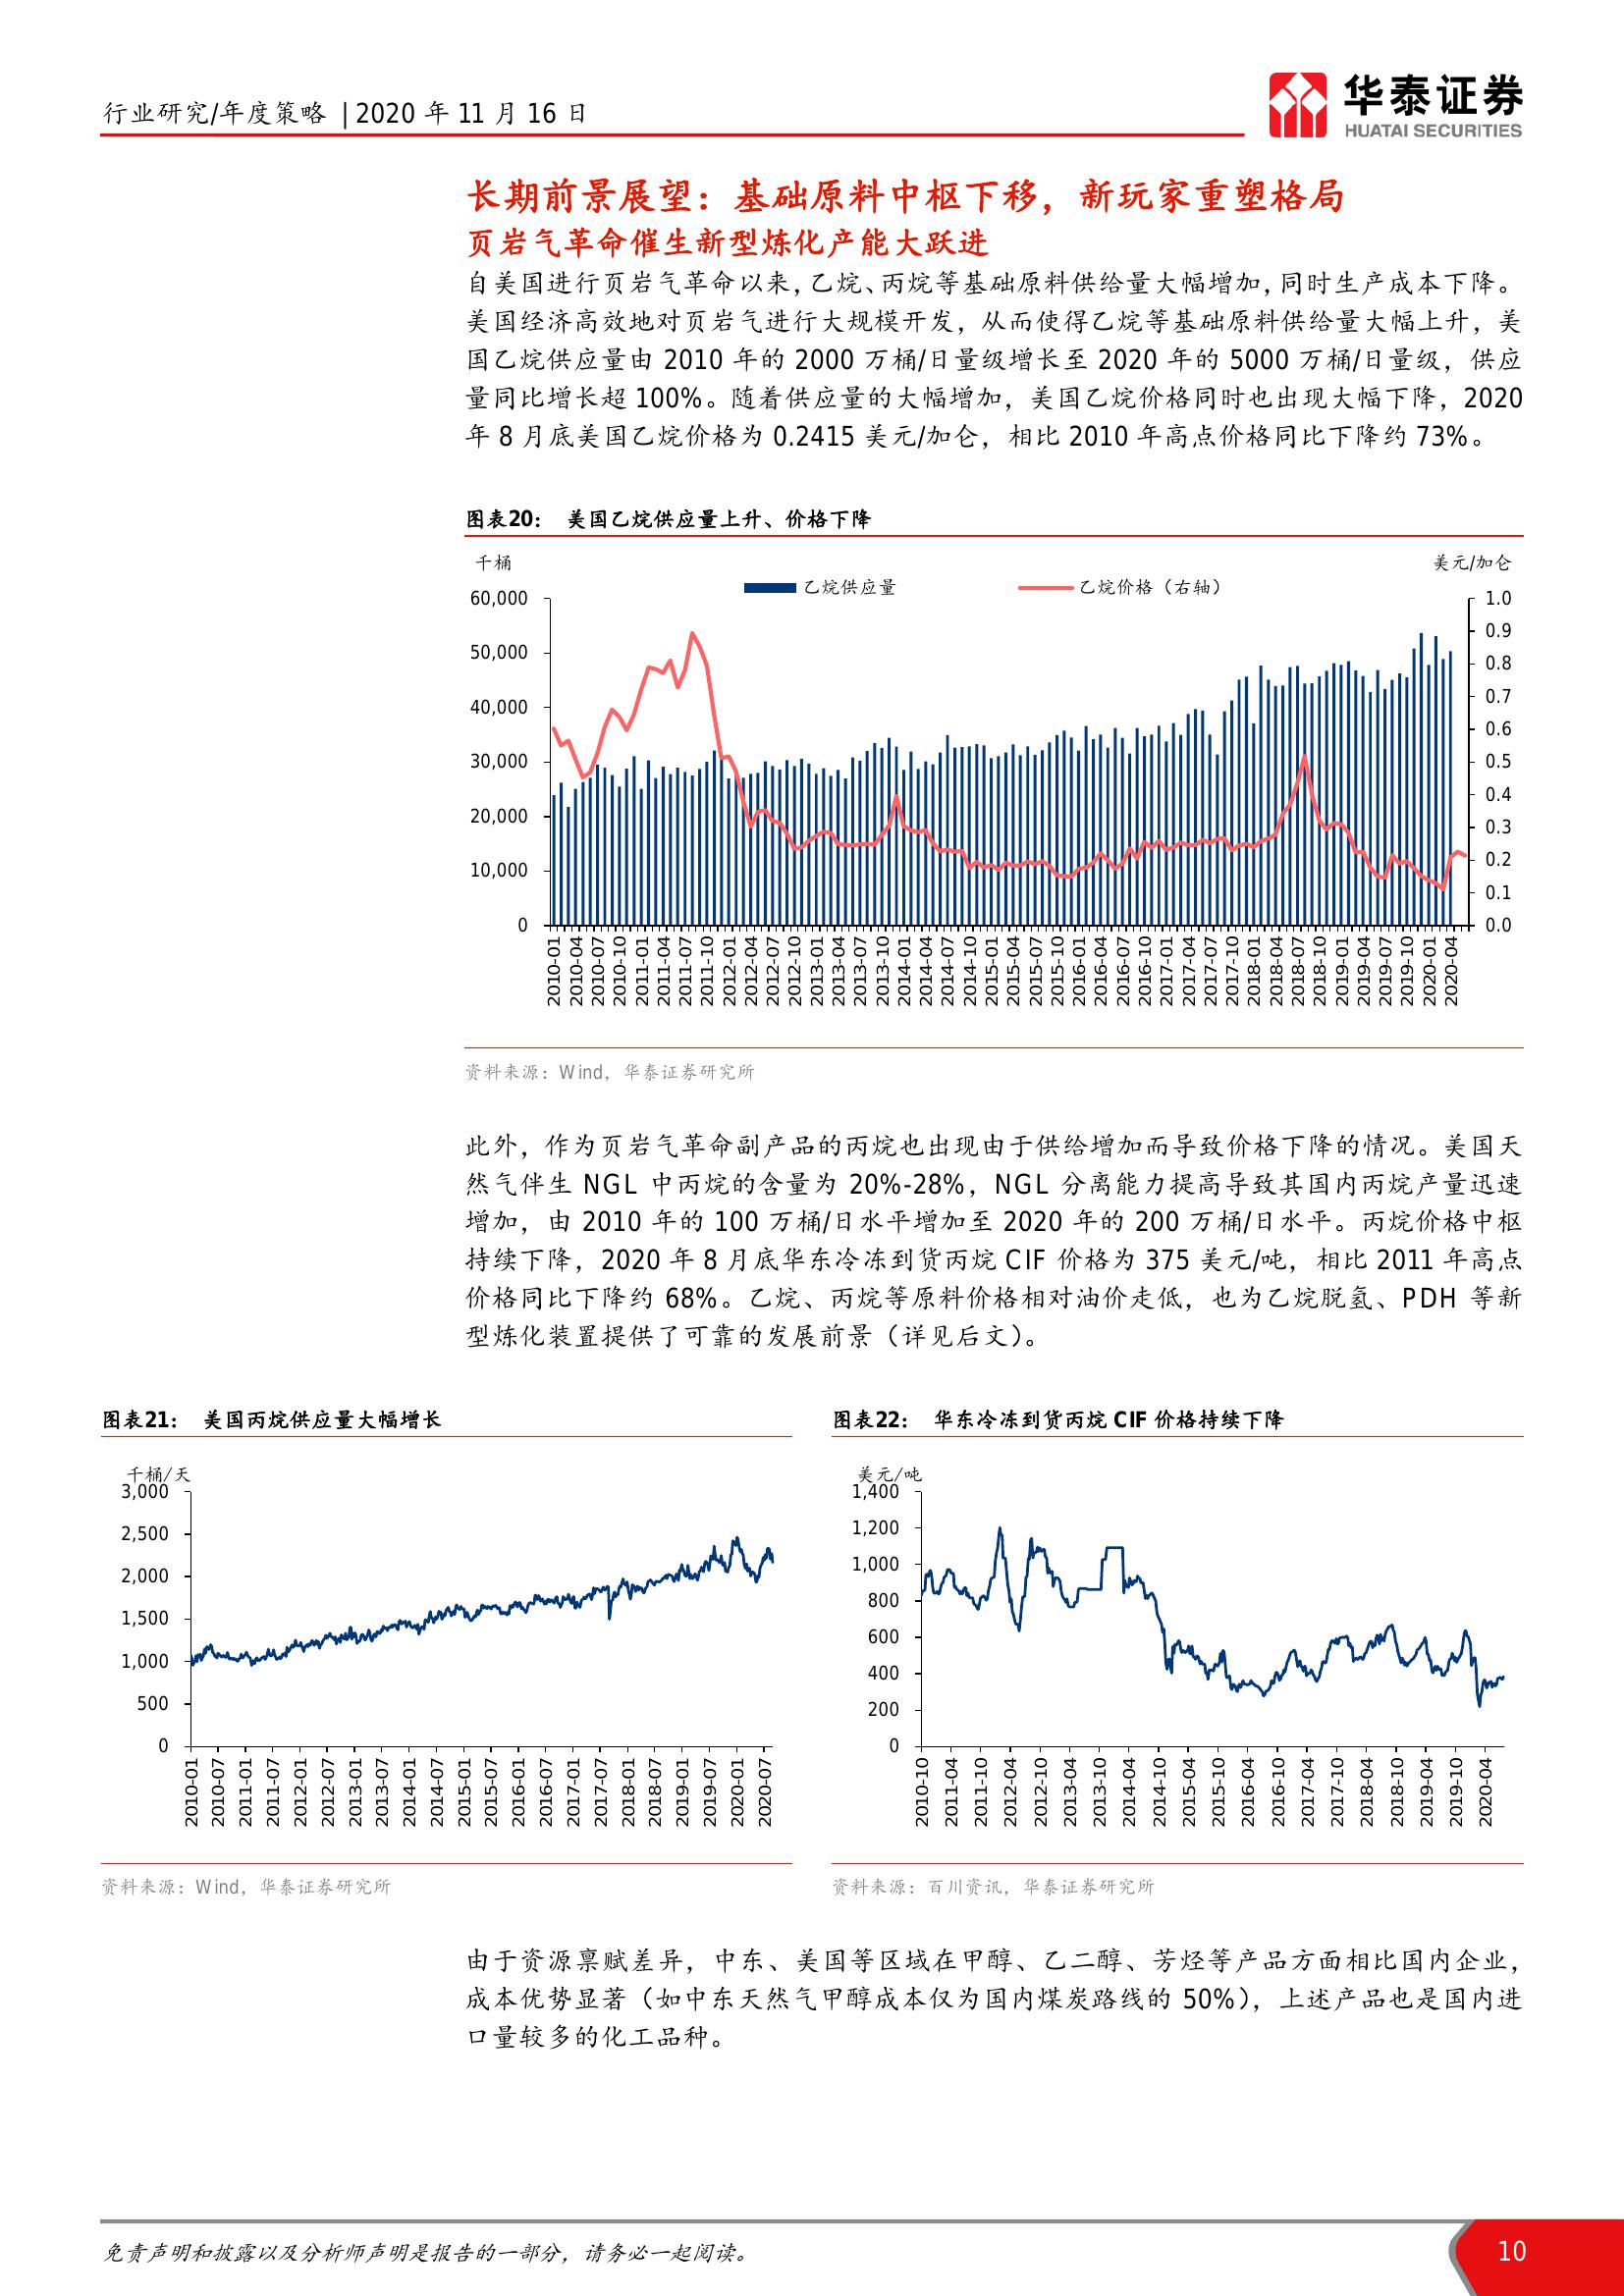 行业研究/年度策略 | 2020 年 11 月 16 日
华泰证券
HUATAI SECURITIES
长期前景展望：基础原料中枢下移，新玩家重塑格局
页岩气革命催生新型炼化产能大跃进
自美国进行页岩气革命以来，乙烷、丙烷等基础原料供给量大幅增加，同时生产成本下降。
美国经济高效地对页岩气进行大规模开发，从而使得乙烷等基础原料供给量大幅上升，美
国乙烷供应量由 2010 年的 2000 万桶/日量级增长至 2020 年的 5000 万桶/日量级，供应
量同比增长超 100%。随着供应量的大幅增加，美国乙烷价格同时也出现大幅下降，2020
年 8 月底美国乙烷价格为 0.2415 美元/加仑，相比 2010 年高点价格同比下降约 73%。
图表20： 美国乙烷供应量上升、价格下降
千桶 美元/加仑
乙烷供应量 乙烷价格（右轴）
60,000 1.0
0.9
50,000 0.8
0.7
40,000
0.6
30,000 0.5
0.4
20,000
0.3
10,000 0.2
0.1
0 0.0
2010-01 2010-04 2010-07 2010-10 2011-01 2011-04 2011-07 2011-10 2012-01 2012-04 2012-07 2012-10 2013-01 2013-04 2013-07 2013-10 2014-01 2014-04 2014-07 2014-10 2015-01 2015-04 2015-07 2015-10 2016-01 2016-04 2016-07 2016-10 2017-01 2017-04 2017-07 2017-10 2018-01 2018-04 2018-07 2018-10 2019-01 2019-04 2019-07 2019-10 2020-01 2020-04
资料来源：Wind，华泰证券研究所
此外，作为页岩气革命副产品的丙烷也出现由于供给增加而导致价格下降的情况。美国天
然气伴生 NGL 中丙烷的含量为 20%-28%，NGL 分离能力提高导致其国内丙烷产量迅速
增加，由 2010 年的 100 万桶/日水平增加至 2020 年的 200 万桶/日水平。丙烷价格中枢
持续下降，2020 年 8 月底华东冷冻到货丙烷 CIF 价格为 375 美元/吨，相比 2011 年高点
价格同比下降约 68%。乙烷、丙烷等原料价格相对油价走低，也为乙烷脱氢、PDH 等新
型炼化装置提供了可靠的发展前景（详见后文）。
图表21： 美国丙烷供应量大幅增长
千桶/天
3,000
2,500
2,000
1,500
1,000
500
0
2010-01 2010-07 2011-01 2011-07 2012-01 2012-07 2013-01 2013-07 2014-01 2014-07 2015-01 2015-07 2016-01 2016-07 2017-01 2017-07 2018-01 2018-07 2019-01 2019-07 2020-01 2020-07
资料来源：Wind，华泰证券研究所
图表22： 华东冷冻到货丙烷 CIF 价格持续下降
美元/吨
1,400
1,200
1,000
800
600
400
200
0
2010-10 2011-04 2011-10 2012-04 2012-10 2013-04 2013-10 2014-04 2014-10 2015-04 2015-10 2016-04 2016-10 2017-04 2017-10 2018-04 2018-10 2019-04 2019-10 2020-04
资料来源：百川资讯，华泰证券研究所
由于资源禀赋差异，中东、美国等区域在甲醇、乙二醇、芳烃等产品方面相比国内企业，
成本优势显著（如中东天然气甲醇成本仅为国内煤炭路线的 50%），上述产品也是国内进
口量较多的化工品种。
免责声明和披露以及分析师声明是报告的一部分，请务必一起阅读。
10